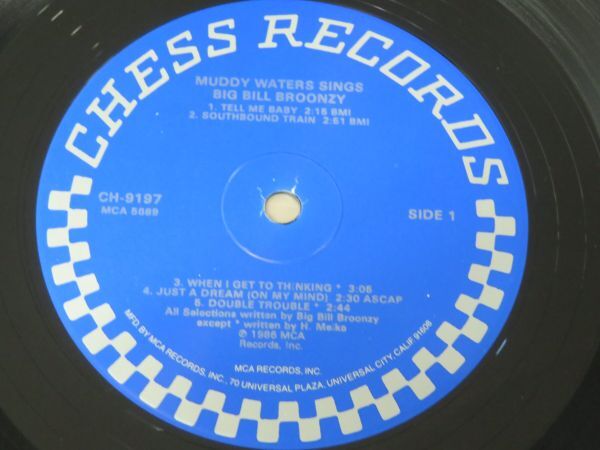 CHESS RECORDS
MUDDY WATERS SINGS
BIG BILL BROONZY
1. TELL ME BABY 2:15 BMI
2. SOUTHBOUND TRAIN 2:51 BMI
CH-9197
MCA 5569
SIDE 1
3. WHEN I GET TO THINKING * 3:05
4. JUST A DREAM (ON MY MIND) 2:30 ASCAP
5. DOUBLE TROUBLE * 2:44
All Selections written by Big Bill Broonzy
except * written by H. Meika
℗ 1986 MCA
Records, Inc.
MCA RECORDS, INC.
MFD. BY MCA RECORDS, INC., 70 UNIVERSAL PLAZA, UNIVERSAL CITY, CALIF 91608